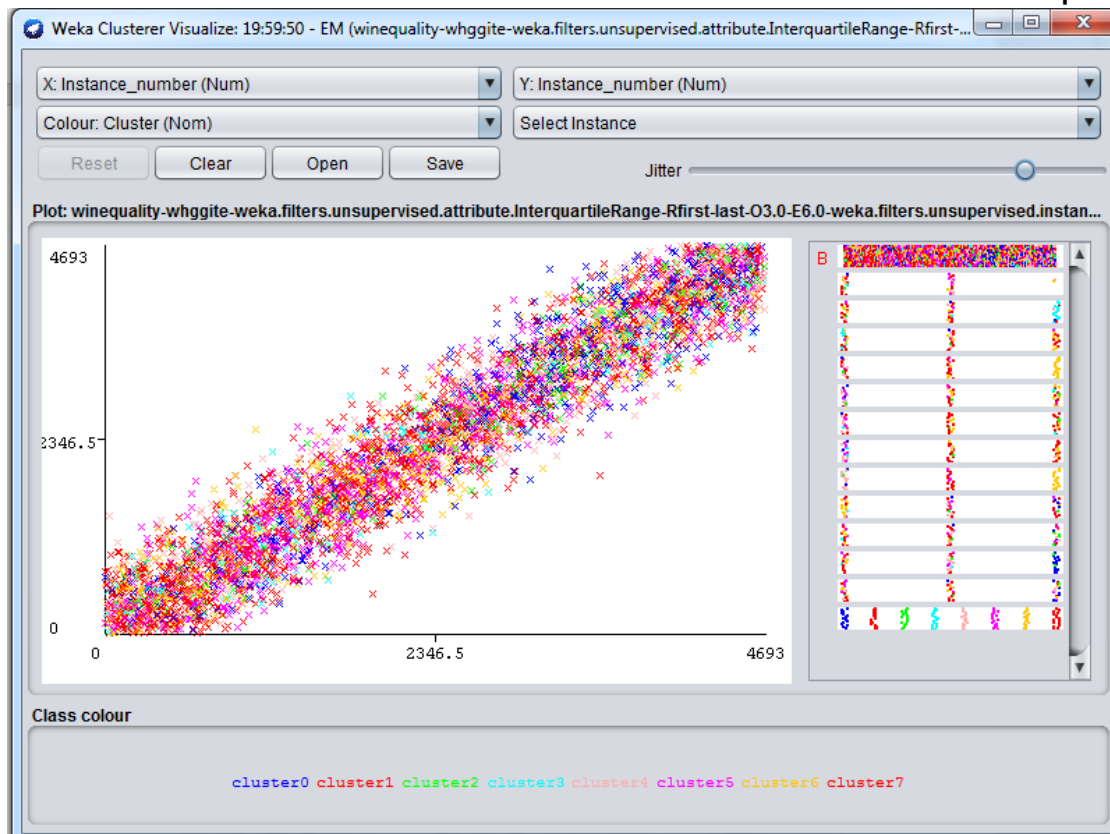 Weka Clusterer Visualize: 19:59:50 - EM (winequality-whggite-weka.filters.unsupervised.attribute.InterquartileRange-Rfirst-...
X: Instance_number (Num)
Y: Instance_number (Num)
Colour: Cluster (Nom)
Select Instance
Reset
Clear
Open
Save
Jitter
Plot: winequality-whggite-weka.filters.unsupervised.attribute.InterquartileRange-Rfirst-last-O3.0-E6.0-weka.filters.unsupervised.instan...
4693
2346.5
0
0
2346.5
4693
B
Class colour
cluster0 cluster1 cluster2 cluster3 cluster4 cluster5 cluster6 cluster7